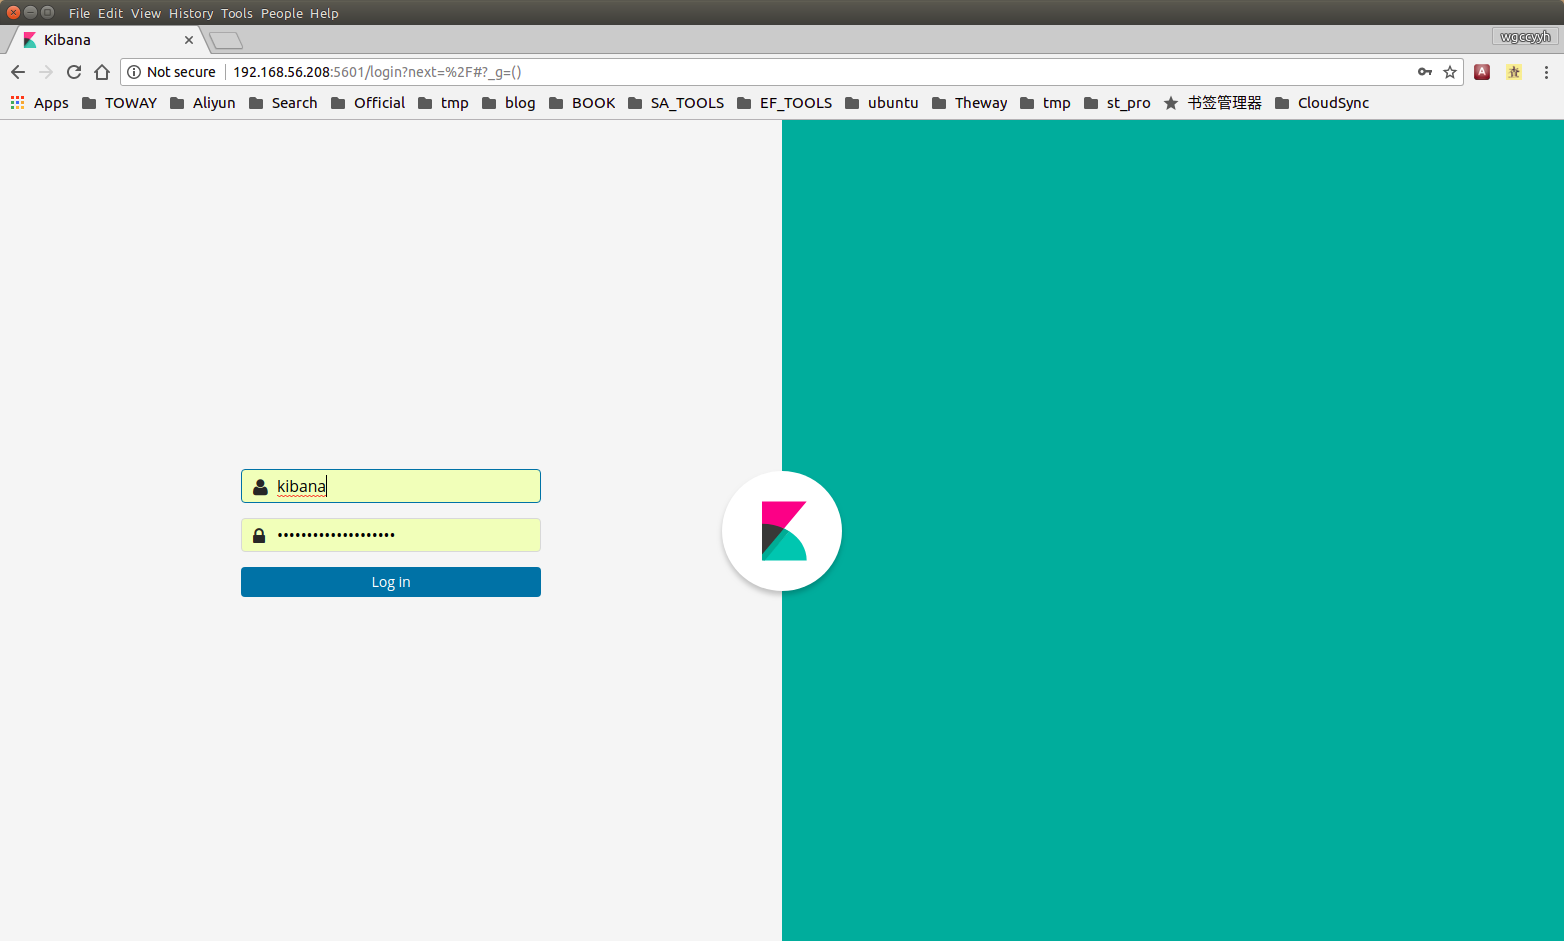 File Edit View History Tools People Help
Kibana
wgccyyh
Not secure 192.168.56.208:5601/login?next=%2F#?_g=()
A
Apps TOWAY Aliyun Search Official tmp blog BOOK SA_TOOLS EF_TOOLS ubuntu Theway tmp st_pro 书签管理器 CloudSync
kibana
••••••••••••••••••••
Log in